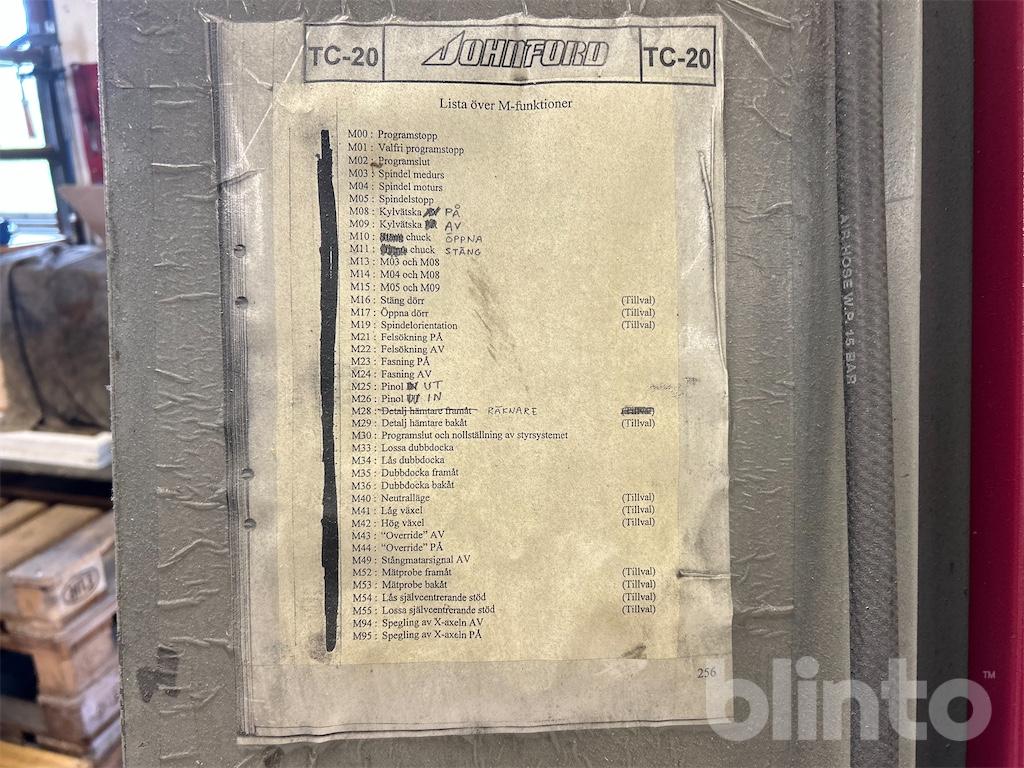 TC-20 JOHNFORD TC-20
Lista över M-funktioner
M00 : Programstopp
M01 : Valfri programstopp
M02 : Programslut
M03 : Spindel medurs
M04 : Spindel moturs
M05 : Spindelstopp
M08 : Kylvätska PÅ
M09 : Kylvätska AV
M10 : chuck ÖPPNA
M11 : chuck STÄNG
M13 : M03 och M08
M14 : M04 och M08
M15 : M05 och M09
M16 : Stäng dörr (Tillval)
M17 : Öppna dörr (Tillval)
M19 : Spindelorientation (Tillval)
M21 : Felsökning PÅ
M22 : Felsökning AV
M23 : Fasning PÅ
M24 : Fasning AV
M25 : Pinol UT
M26 : Pinol IN
M28 : Detalj hämtare framåt RÄKNARE (Tillval)
M29 : Detalj hämtare bakåt (Tillval)
M30 : Programslut och nollställning av styrsystemet
M33 : Lossa dubbdocka
M34 : Lås dubbdocka
M35 : Dubbdocka framåt
M36 : Dubbdocka bakåt
M40 : Neutralläge (Tillval)
M41 : Låg växel (Tillval)
M42 : Hög växel (Tillval)
M43 : “Override” AV
M44 : “Override” PÅ
M49 : Stångmatarsignal AV
M52 : Mätprobe framåt (Tillval)
M53 : Mätprobe bakåt (Tillval)
M54 : Lås självcentrerande stöd (Tillval)
M55 : Lossa självcentrerande stöd (Tillval)
M94 : Spegling av X-axeln AV
M95 : Spegling av X-axeln PÅ
256
AIR HOSE W.P. 15 BAR
blinto™